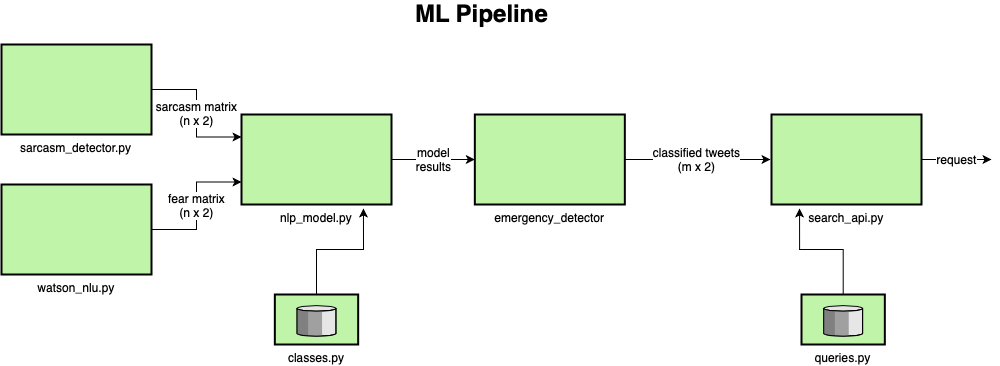 ML Pipeline
sarcasm matrix
(n x 2)
sarcasm_detector.py
fear matrix
(n x 2)
watson_nlu.py
nlp_model.py
classes.py
model
results
emergency_detector
classified tweets
(m x 2)
search_api.py
queries.py
request